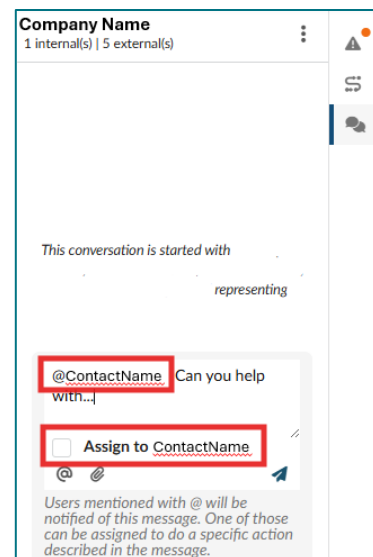 Company Name
1 internal(s) | 5 external(s)
This conversation is started with
representing
@ContactName Can you help
with...
Assign to ContactName
@
Users mentioned with @ will be
notified of this message. One of those
can be assigned to do a specific action
described in the message.